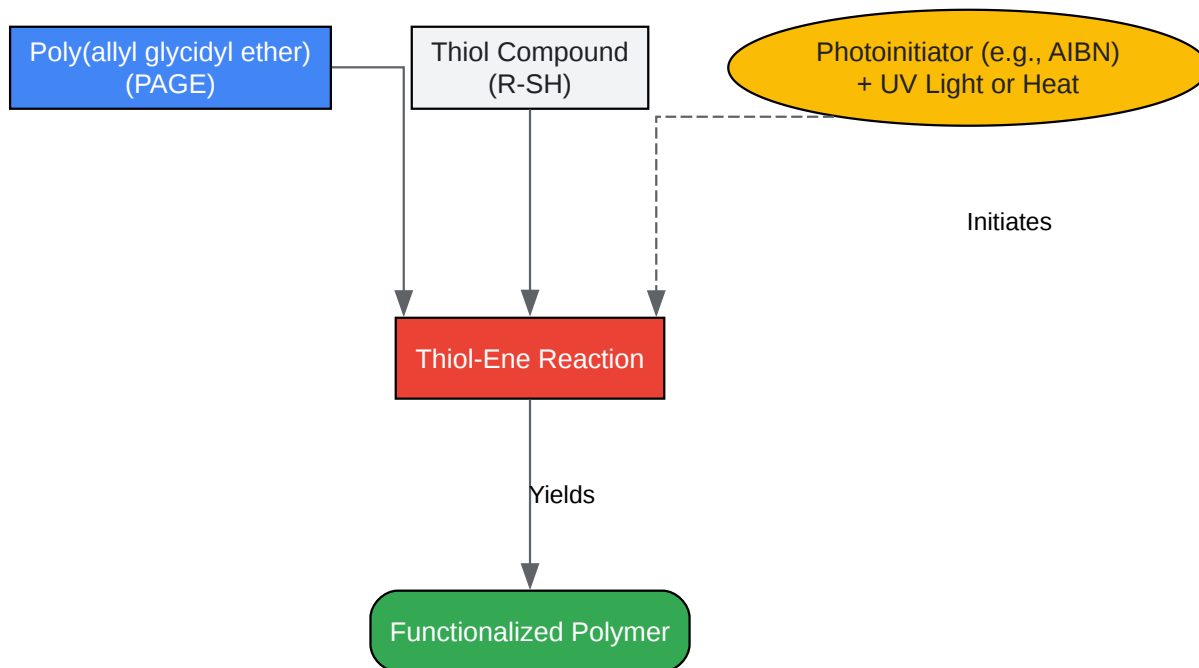 Poly(allyl glycidyl ether)
(PAGE)
Thiol Compound
(R-SH)
Photoinitiator (e.g., AIBN)
+ UV Light or Heat
Initiates
Thiol-Ene Reaction
Yields
Functionalized Polymer